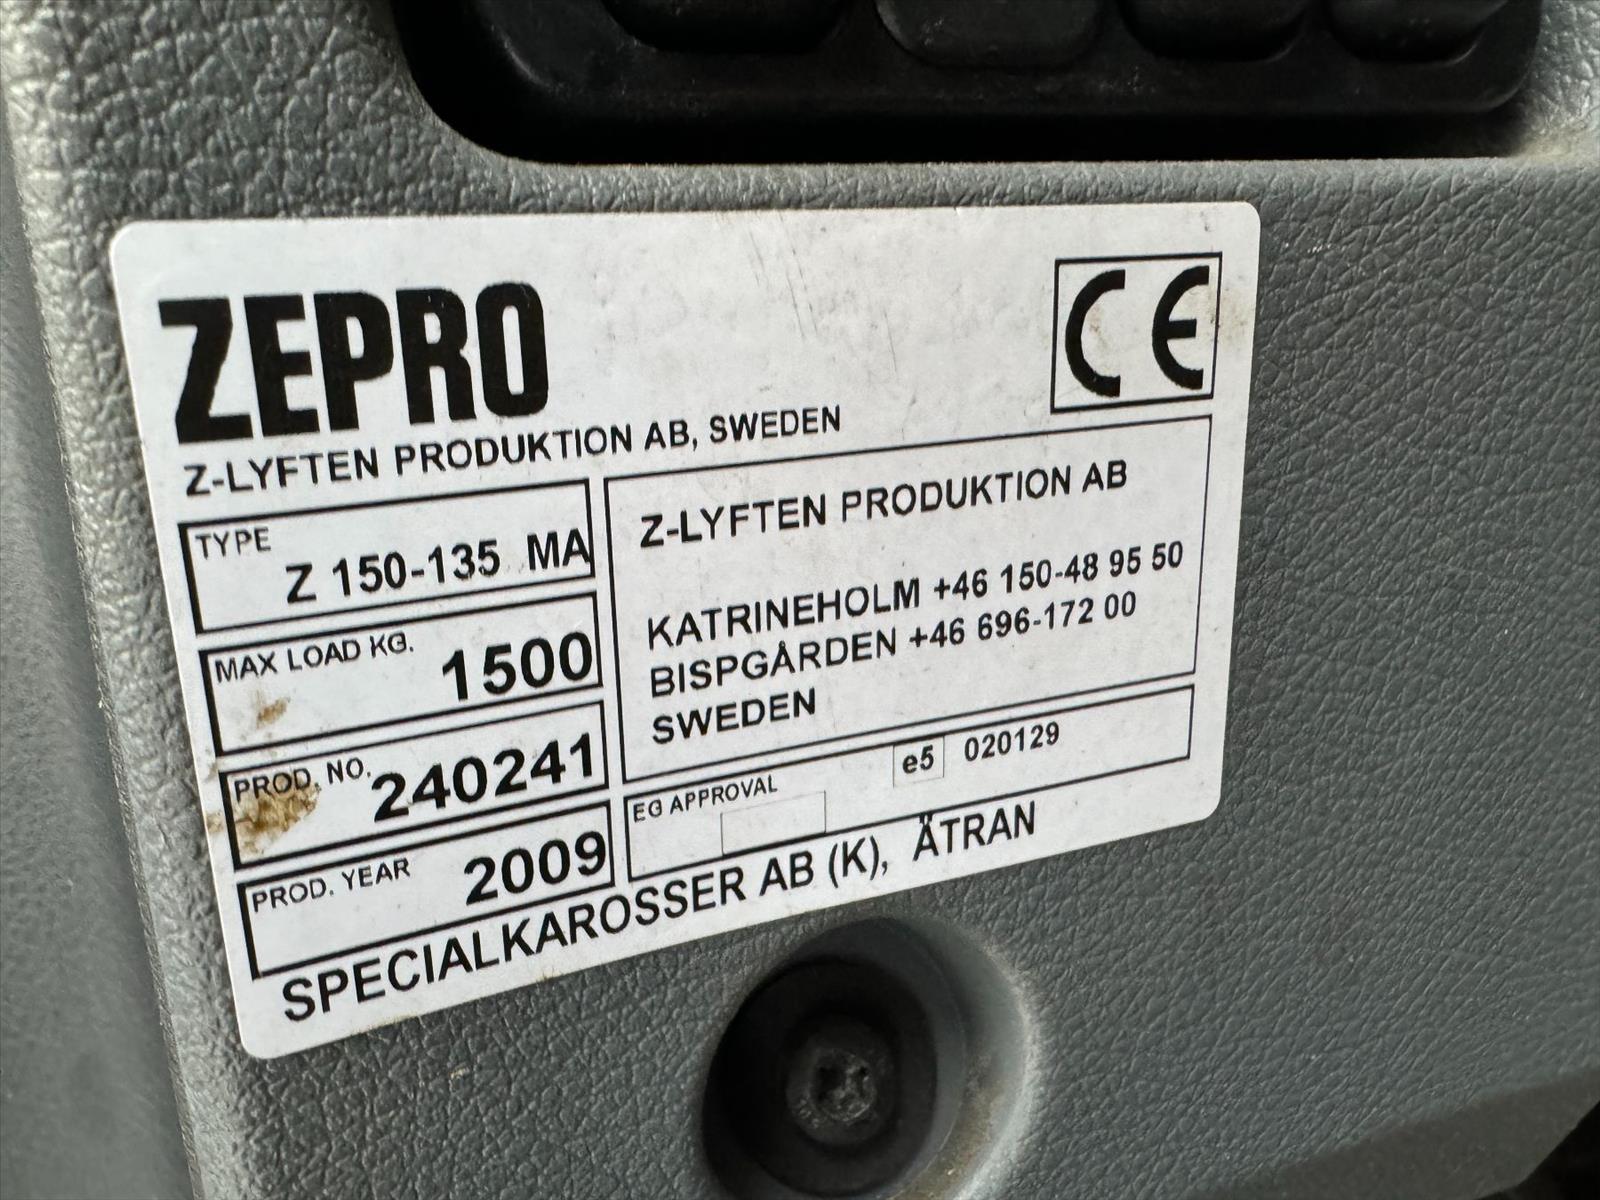 ZEPRO
CE
Z-LYFTEN PRODUKTION AB, SWEDEN
TYPE
Z 150-135 MA
MAX LOAD KG.
1500
PROD. NO.
240241
PROD. YEAR
2009
Z-LYFTEN PRODUKTION AB
KATRINEHOLM +46 150-48 95 50
BISPGÅRDEN +46 696-172 00
SWEDEN
EG APPROVAL
e5 020129
SPECIALKAROSSER AB (K), ÄTRAN